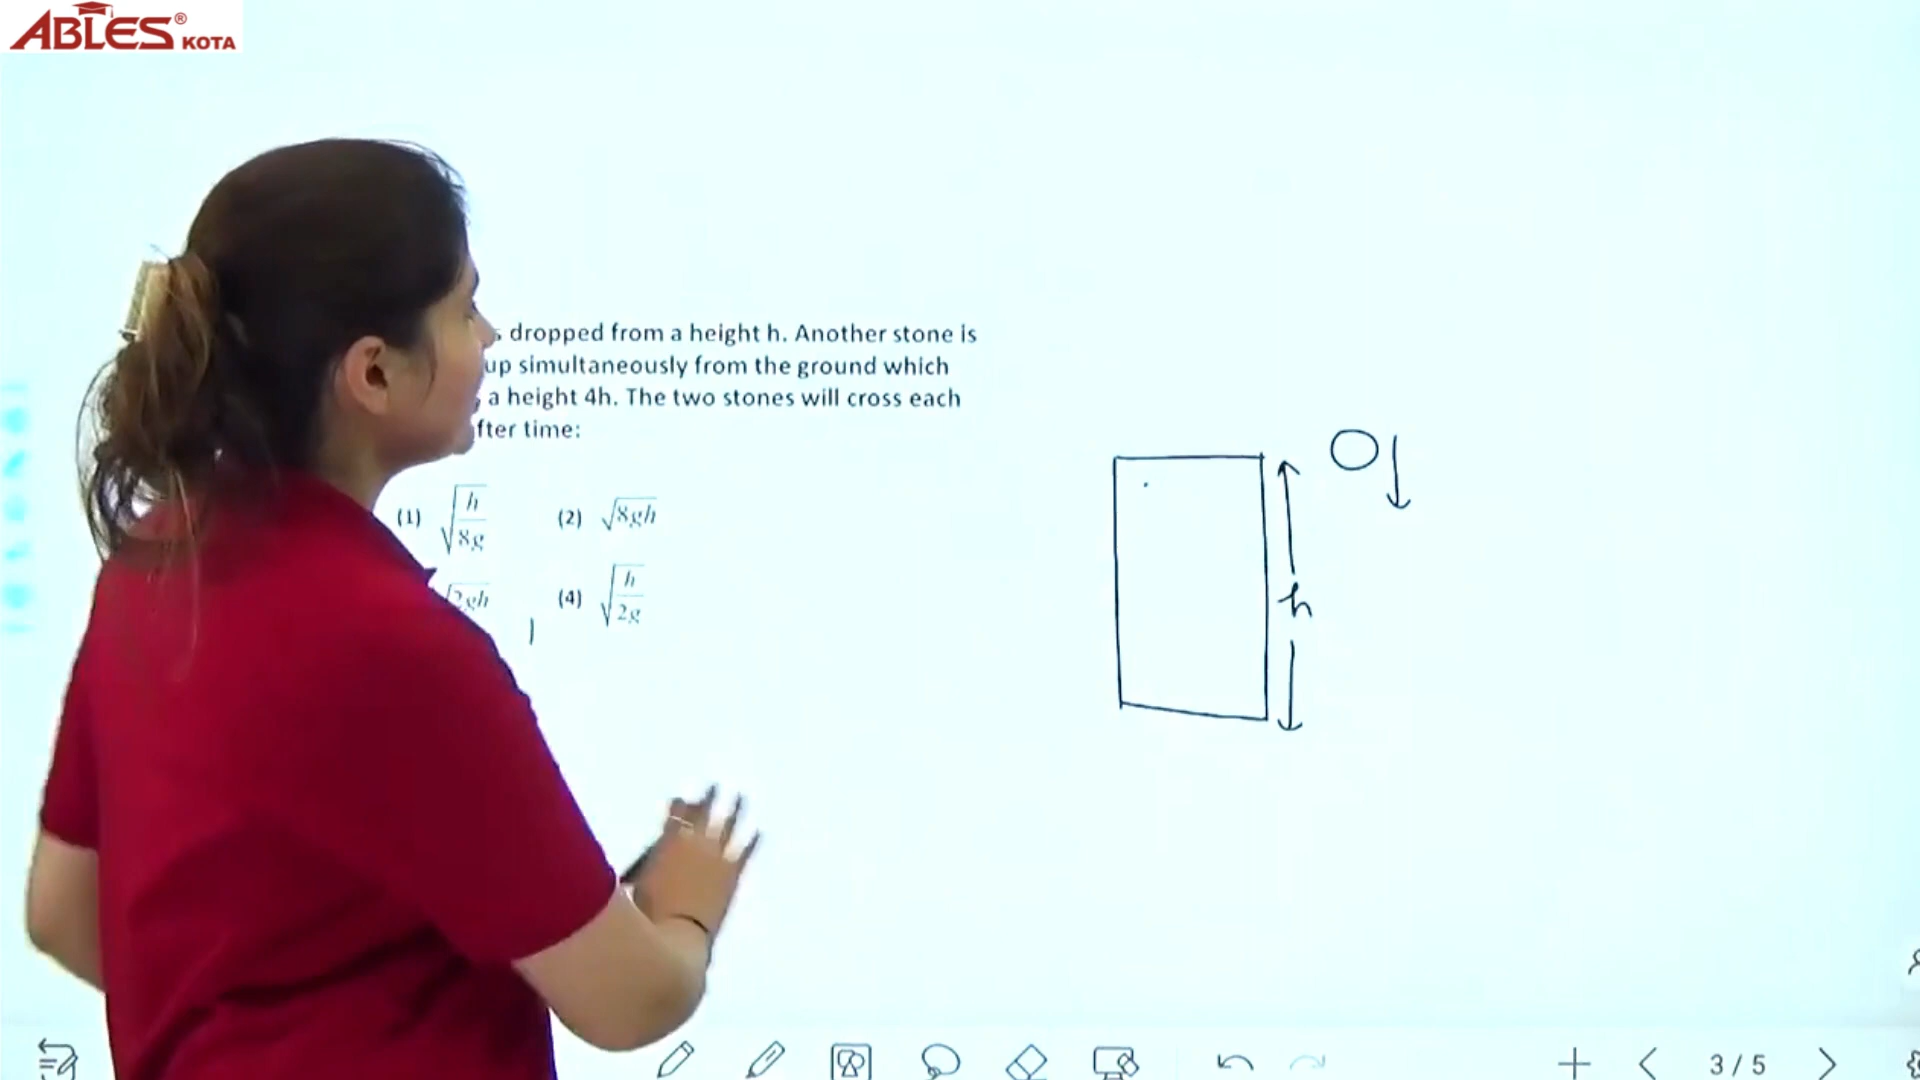 ABLES® KOTA
dropped from a height h. Another stone is
up simultaneously from the ground which
a height 4h. The two stones will cross each
fter time:
(1) √(h/8g) (2) √8gh
√2gh (4) √(h/2g)
h
3 / 5